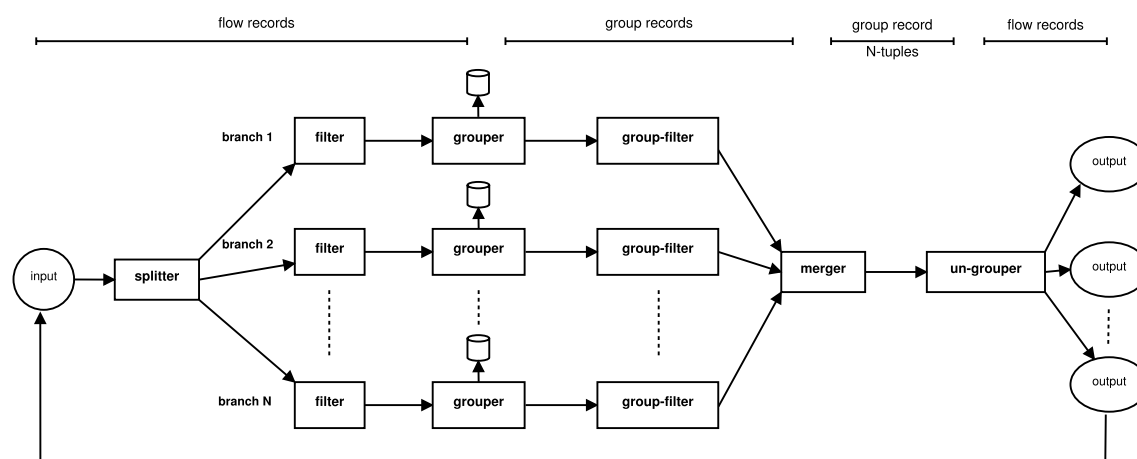 flow records
group records
group record
N-tuples
flow records
branch 1
filter
grouper
group-filter
output
branch 2
filter
grouper
group-filter
input
splitter
merger
un-grouper
output
branch N
filter
grouper
group-filter
output